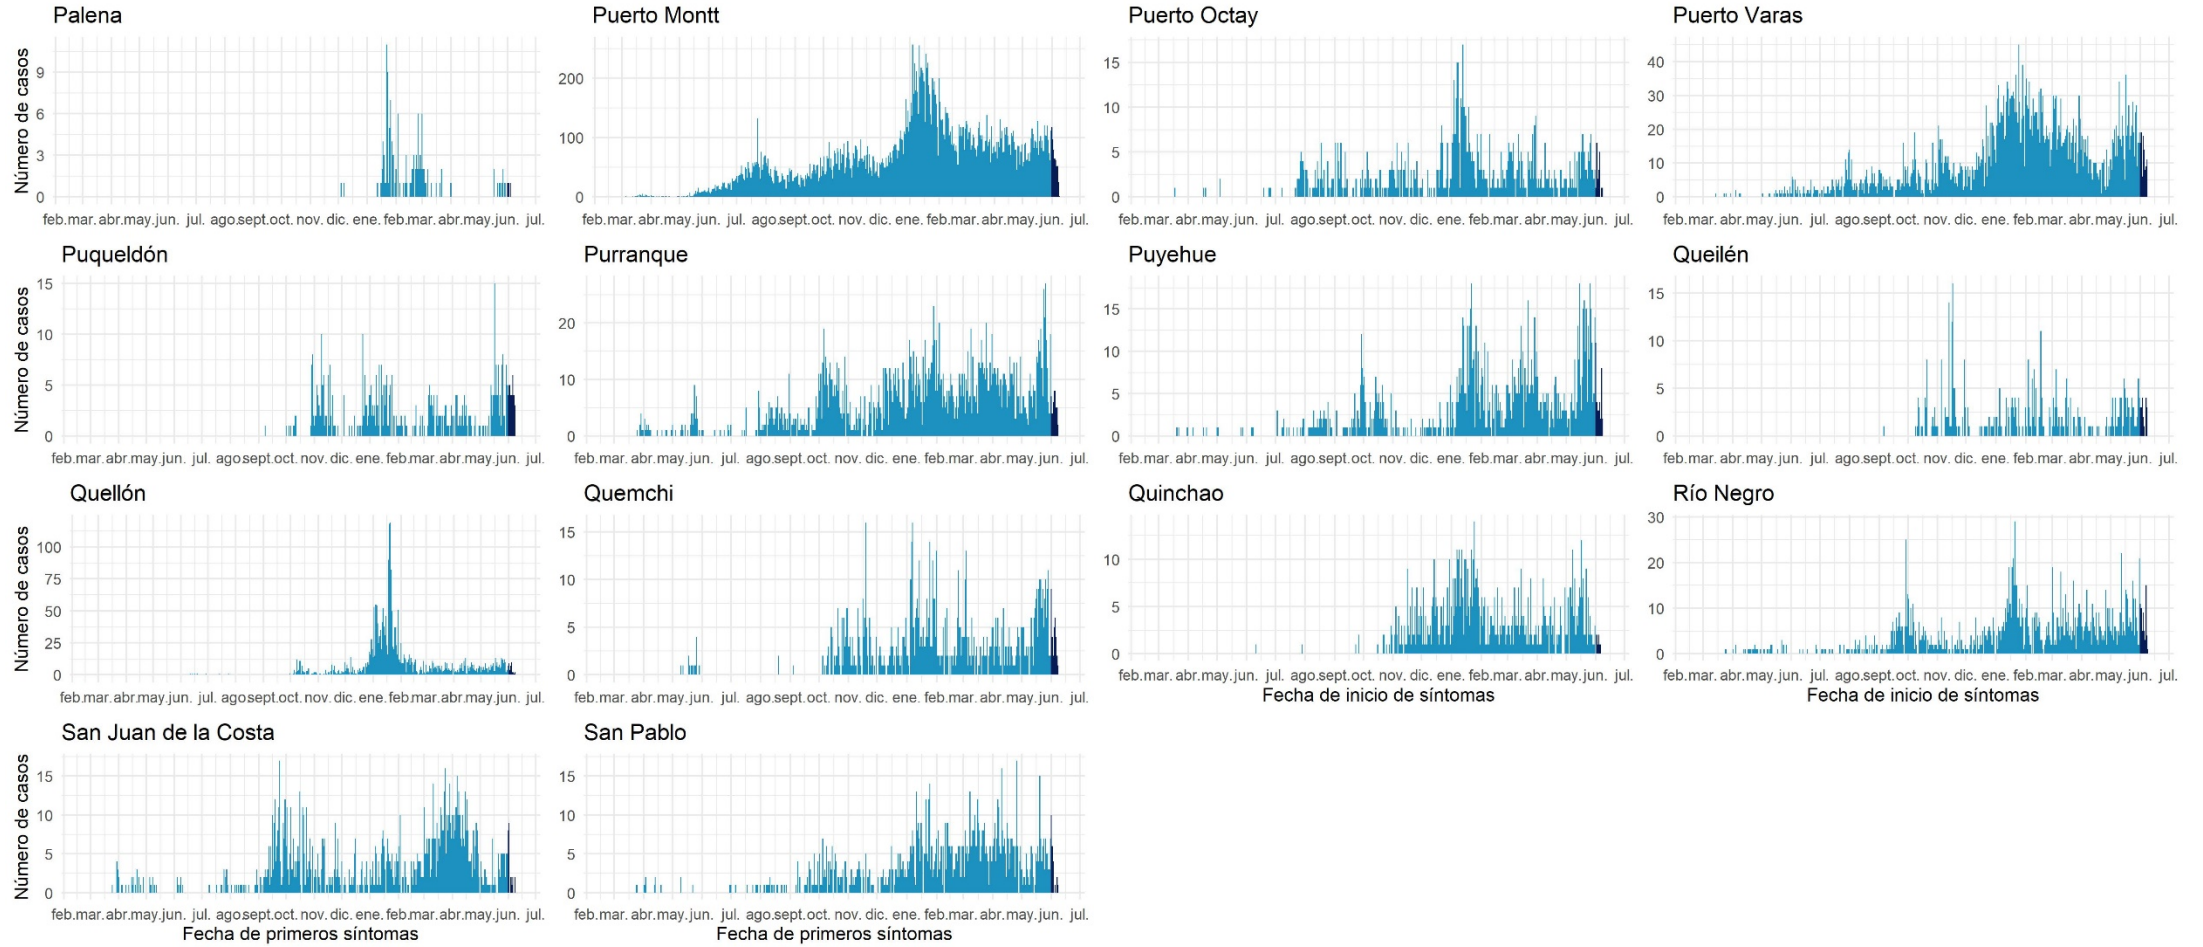 Palena
Puerto Montt
Puerto Octay
Puerto Varas
Número de casos
9
6
3
0
200
100
50
0
15
10
5
0
40
30
20
10
0
feb. mar. abr. may. jun. jul. ago. sept. oct. nov. dic. ene. feb. mar. abr. may. jun. jul.
feb. mar. abr. may. jun. jul. ago. sept. oct. nov. dic. ene. feb. mar. abr. may. jun. jul.
feb. mar. abr. may. jun. jul. ago. sept. oct. nov. dic. ene. feb. mar. abr. may. jun. jul.
feb. mar. abr. may. jun. jul. ago. sept. oct. nov. dic. ene. feb. mar. abr. may. jun. jul.
Puqueldón
Purranque
Puyehue
Queilén
Número de casos
15
10
5
0
20
10
0
15
10
5
0
15
10
5
0
feb. mar. abr. may. jun. jul. ago. sept. oct. nov. dic. ene. feb. mar. abr. may. jun. jul.
feb. mar. abr. may. jun. jul. ago. sept. oct. nov. dic. ene. feb. mar. abr. may. jun. jul.
feb. mar. abr. may. jun. jul. ago. sept. oct. nov. dic. ene. feb. mar. abr. may. jun. jul.
feb. mar. abr. may. jun. jul. ago. sept. oct. nov. dic. ene. feb. mar. abr. may. jun. jul.
Quellón
Quemchi
Quinchao
Río Negro
Número de casos
100
75
50
25
0
15
10
5
0
10
5
0
30
20
10
0
feb. mar. abr. may. jun. jul. ago. sept. oct. nov. dic. ene. feb. mar. abr. may. jun. jul.
feb. mar. abr. may. jun. jul. ago. sept. oct. nov. dic. ene. feb. mar. abr. may. jun. jul.
feb. mar. abr. may. jun. jul. ago. sept. oct. nov. dic. ene. feb. mar. abr. may. jun. jul.
feb. mar. abr. may. jun. jul. ago. sept. oct. nov. dic. ene. feb. mar. abr. may. jun. jul.
Fecha de inicio de síntomas
Fecha de inicio de síntomas
San Juan de la Costa
San Pablo
Número de casos
15
10
5
0
15
10
5
0
feb. mar. abr. may. jun. jul. ago. sept. oct. nov. dic. ene. feb. mar. abr. may. jun. jul.
feb. mar. abr. may. jun. jul. ago. sept. oct. nov. dic. ene. feb. mar. abr. may. jun. jul.
Fecha de primeros síntomas
Fecha de primeros síntomas